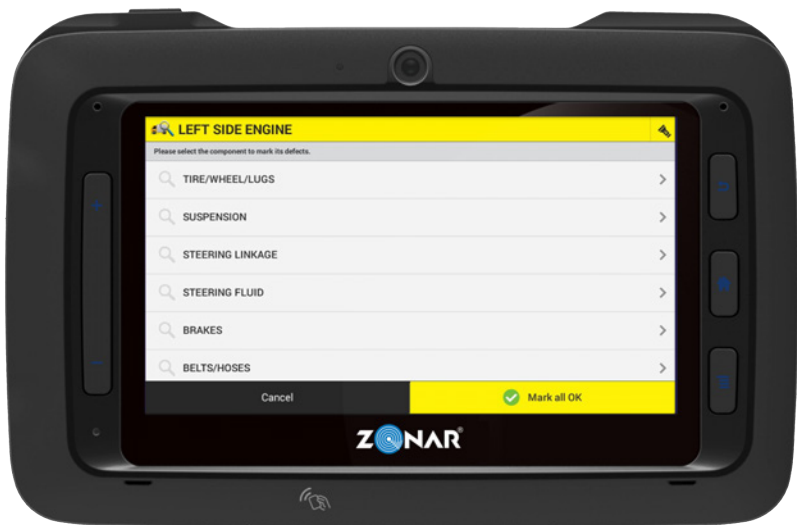 LEFT SIDE ENGINE
Please select the component to mark its defects.
TIRE/WHEEL/LUGS
SUSPENSION
STEERING LINKAGE
STEERING FLUID
BRAKES
BELTS/HOSES
Cancel
Mark all OK
ZONAR®